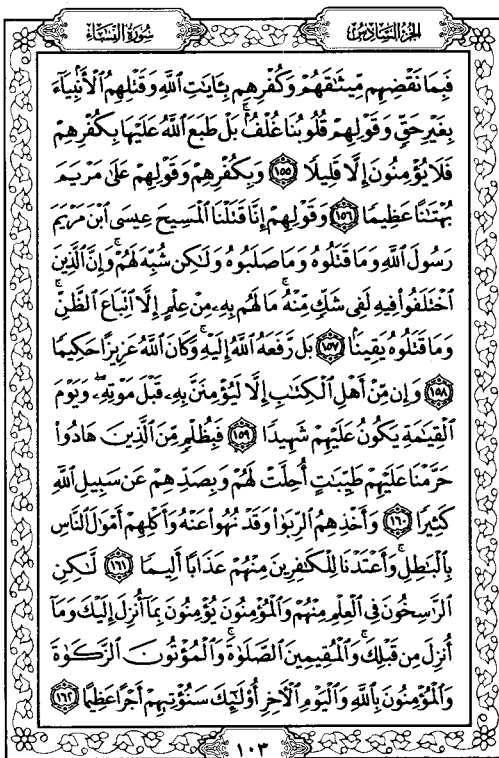 سُورَةُ النِّسَاءِ
الجُزْءُ السَّادِسُ
فَبِمَا نَقْضِهِم مِّيثَٰقَهُمْ وَكُفْرِهِم بِـَٔايَٰتِ ٱللَّهِ وَقَتْلِهِمُ ٱلْأَنۢبِيَآءَ
بِغَيْرِ حَقٍّ وَقَوْلِهِمْ قُلُوبُنَا غُلْفٌۢ ۚ بَلْ طَبَعَ ٱللَّهُ عَلَيْهَا بِكُفْرِهِمْ
فَلَا يُؤْمِنُونَ إِلَّا قَلِيلًا ١٥٥ وَبِكُفْرِهِمْ وَقَوْلِهِمْ عَلَىٰ مَرْيَمَ
بُهْتَٰنًا عَظِيمًا ١٥٦ وَقَوْلِهِمْ إِنَّا قَتَلْنَا ٱلْمَسِيحَ عِيسَى ٱبْنَ مَرْيَمَ
رَسُولَ ٱللَّهِ وَمَا قَتَلُوهُ وَمَا صَلَبُوهُ وَلَٰكِن شُبِّهَ لَهُمْ ۚ وَإِنَّ ٱلَّذِينَ
ٱخْتَلَفُوا۟ فِيهِ لَفِى شَكٍّ مِّنْهُ ۚ مَا لَهُم بِهِۦ مِنْ عِلْمٍ إِلَّا ٱتِّبَاعَ ٱلظَّنِّ ۚ
وَمَا قَتَلُوهُ يَقِينًۢا ١٥٧ بَل رَّفَعَهُ ٱللَّهُ إِلَيْهِ ۚ وَكَانَ ٱللَّهُ عَزِيزًا حَكِيمًا
١٥٨ وَإِن مِّنْ أَهْلِ ٱلْكِتَٰبِ إِلَّا لَيُؤْمِنَنَّ بِهِۦ قَبْلَ مَوْتِهِۦ ۖ وَيَوْمَ
ٱلْقِيَٰمَةِ يَكُونُ عَلَيْهِمْ شَهِيدًا ١٥٩ فَبِظُلْمٍ مِّنَ ٱلَّذِينَ هَادُوا۟
حَرَّمْنَا عَلَيْهِمْ طَيِّبَٰتٍ أُحِلَّتْ لَهُمْ وَبِصَدِّهِمْ عَن سَبِيلِ ٱللَّهِ
كَثِيرًا ١٦٠ وَأَخْذِهِمُ ٱلرِّبَوٰا۟ وَقَدْ نُهُوا۟ عَنْهُ وَأَكْلِهِمْ أَمْوَٰلَ ٱلنَّاسِ
بِٱلْبَٰطِلِ ۚ وَأَعْتَدْنَا لِلْكَٰفِرِينَ مِنْهُمْ عَذَابًا أَلِيمًا ١٦١ لَّٰكِنِ
ٱلرَّٰسِخُونَ فِى ٱلْعِلْمِ مِنْهُمْ وَٱلْمُؤْمِنُونَ يُؤْمِنُونَ بِمَآ أُنزِلَ إِلَيْكَ وَمَآ
أُنزِلَ مِن قَبْلِكَ ۚ وَٱلْمُقِيمِينَ ٱلصَّلَوٰةَ ۚ وَٱلْمُؤْتُونَ ٱلزَّكَوٰةَ
وَٱلْمُؤْمِنُونَ بِٱللَّهِ وَٱلْيَوْمِ ٱلْءَاخِرِ أُو۟لَٰٓئِكَ سَنُؤْتِيهِمْ أَجْرًا عَظِيمًا ١٦٢
١٠٣